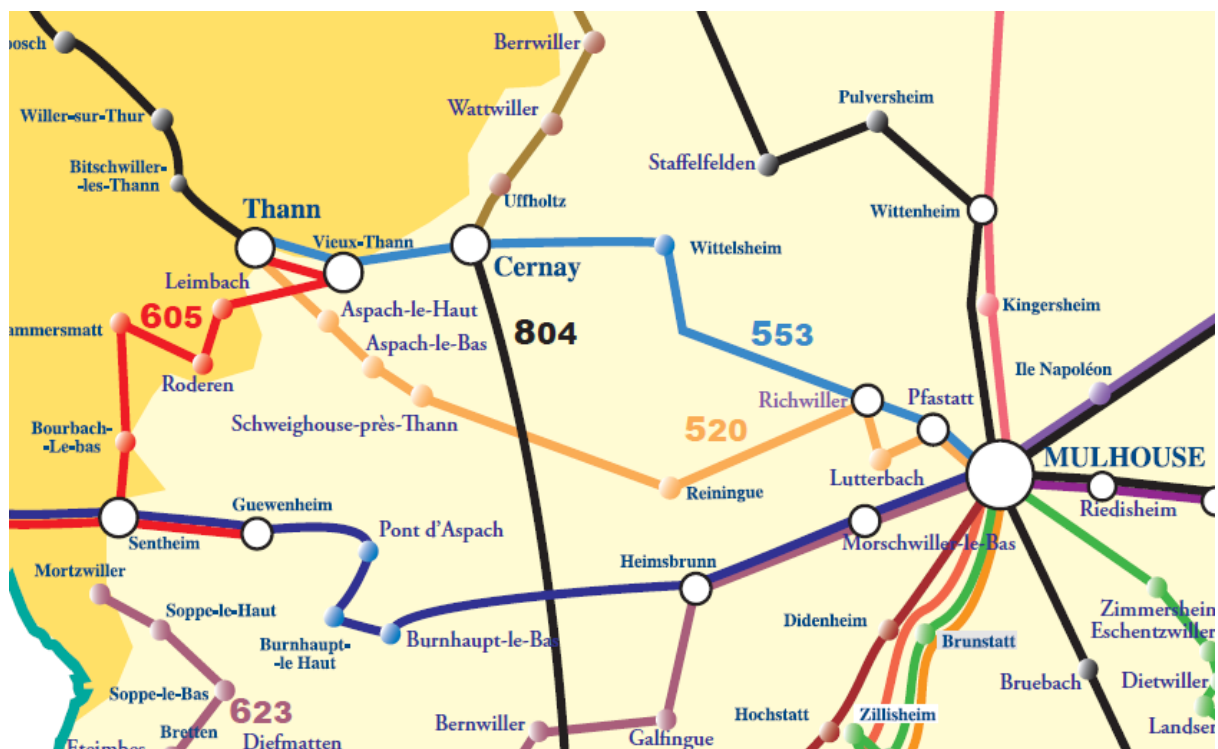 oosch
Berrwiller
Willer-sur-Thur
Wattwiller
Pulversheim
Bitschwiller-
-les-Thann
Staffelfelden
Uffholtz
Thann
Vieux-Thann
Wittenheim
Cernay
Wittelsheim
Leimbach
605
Aspach-le-Haut
804
553
Kingersheim
ammersmatt
Aspach-le-Bas
Ile Napoléon
Roderen
Richwiller
Pfastatt
Schweighouse-près-Thann
520
Bourbach-
-Le-bas
MULHOUSE
Lutterbach
Reiningue
Riedisheim
Guewenheim
Sentheim
Pont d'Aspach
Morschwiller-le-Bas
Heimsbrunn
Mortzwiller
Soppe-le-Haut
Didenheim
Zimmersheim
Eschentzwiller
Burnhaupt-
-le Haut
Burnhaupt-le-Bas
Brunstatt
Bruebach
Dietwiller
Soppe-le-Bas
623
Bernwiller
Hochstatt
Zillisheim
Landser
Bretten
Diefmatten
Galfingue
Eteimbes